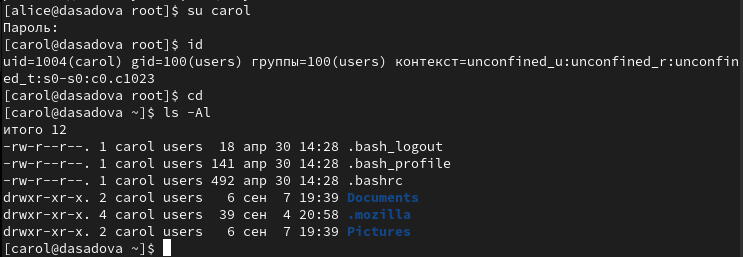 [alice@dasadova root]$ su carol
Пароль:
[carol@dasadova root]$ id
uid=1004(carol) gid=100(users) группы=100(users) контекст=unconfined_u:unconfined_r:unconfin
ed_t:s0-s0:c0.c1023
[carol@dasadova root]$ cd
[carol@dasadova ~]$ ls -Al
итого 12
-rw-r--r--. 1 carol users  18 апр 30 14:28 .bash_logout
-rw-r--r--. 1 carol users 141 апр 30 14:28 .bash_profile
-rw-r--r--. 1 carol users 492 апр 30 14:28 .bashrc
drwxr-xr-x. 2 carol users   6 сен  7 19:39 Documents
drwxr-xr-x. 4 carol users  39 сен  4 20:58 .mozilla
drwxr-xr-x. 2 carol users   6 сен  7 19:39 Pictures
[carol@dasadova ~]$